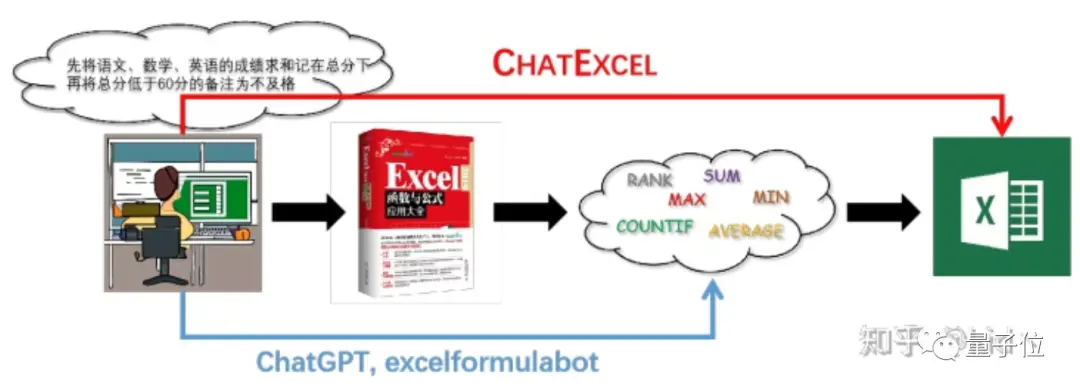 先将语文、数学、英语的成绩求和记在总分下
再将总分低于60分的备注为不及格
CHATEXCEL
Excel
函数与公式
应用大全
RANK
SUM
MAX
MIN
COUNTIF
AVERAGE
X
ChatGPT, excelformulabot
知乎
量子位